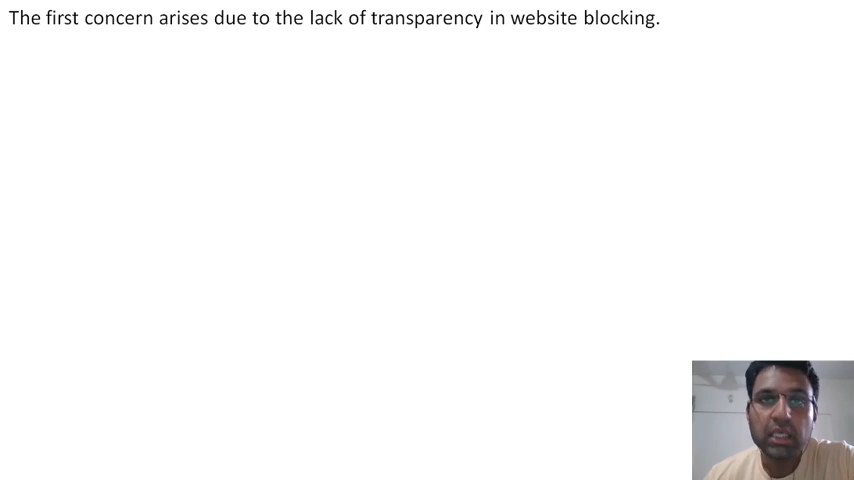 The first concern arises due to the lack of transparency in website blocking.